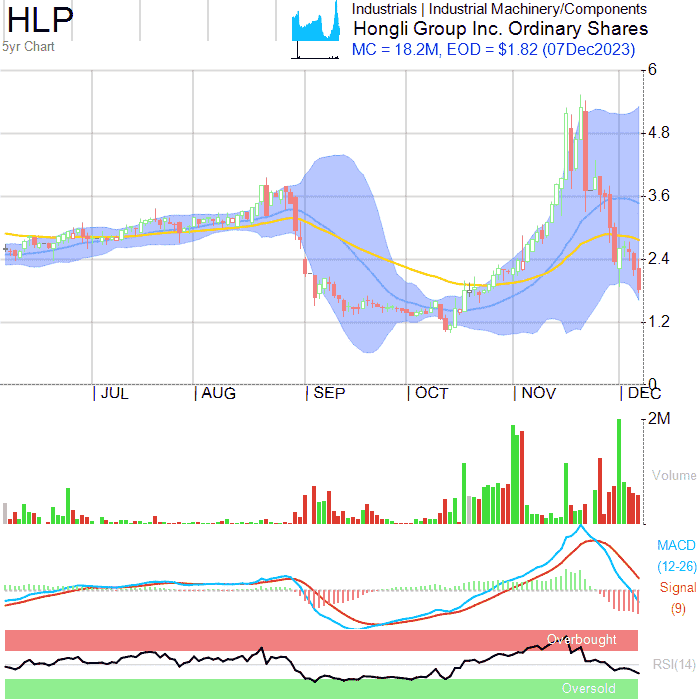 HLP
5yr Chart
Industrials | Industrial Machinery/Components
Hongli Group Inc. Ordinary Shares
MC = 18.2M, EOD = $1.82 (07Dec2023)
6
4.8
3.6
2.4
1.2
0
JUL
AUG
SEP
OCT
NOV
DEC
2M
Volume
MACD
(12-26)
Signal
(9)
Overbought
RSI(14)
Oversold